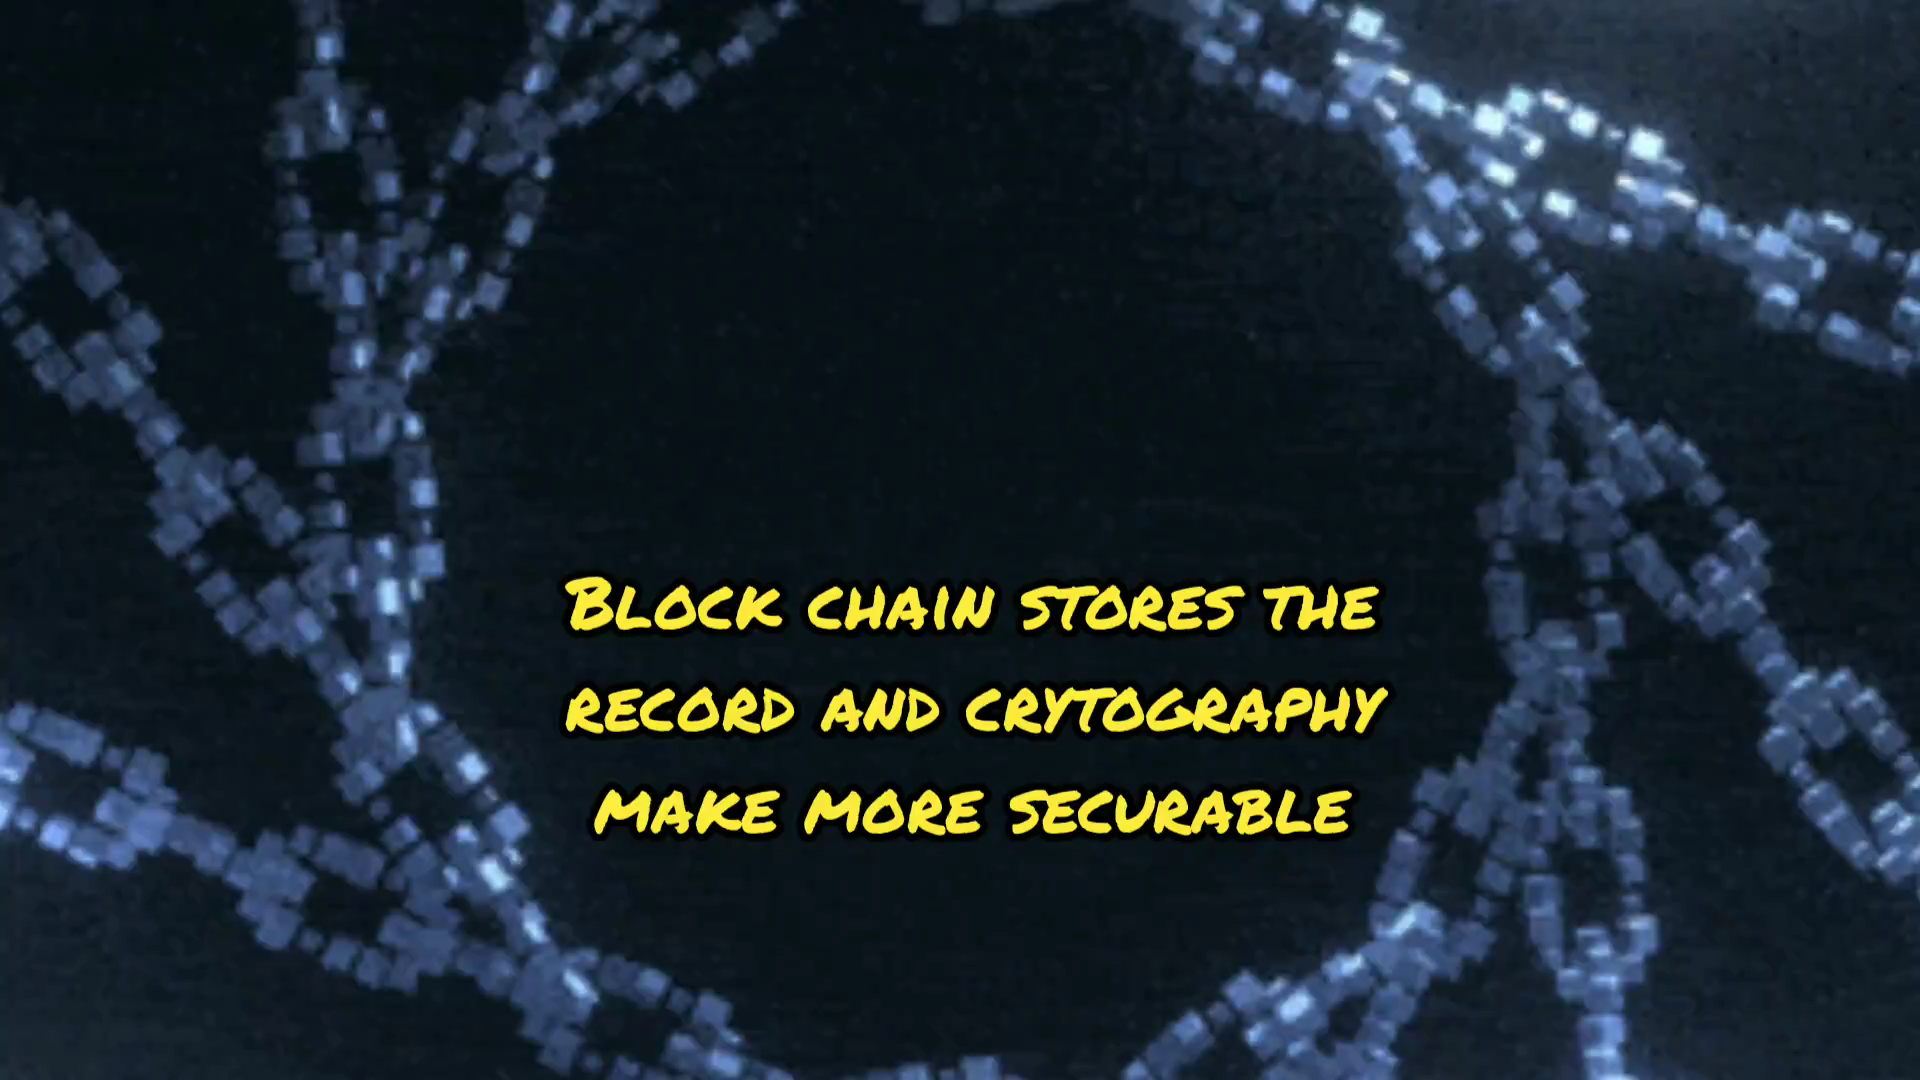 Block chain stores the
record and crytography
make more securable